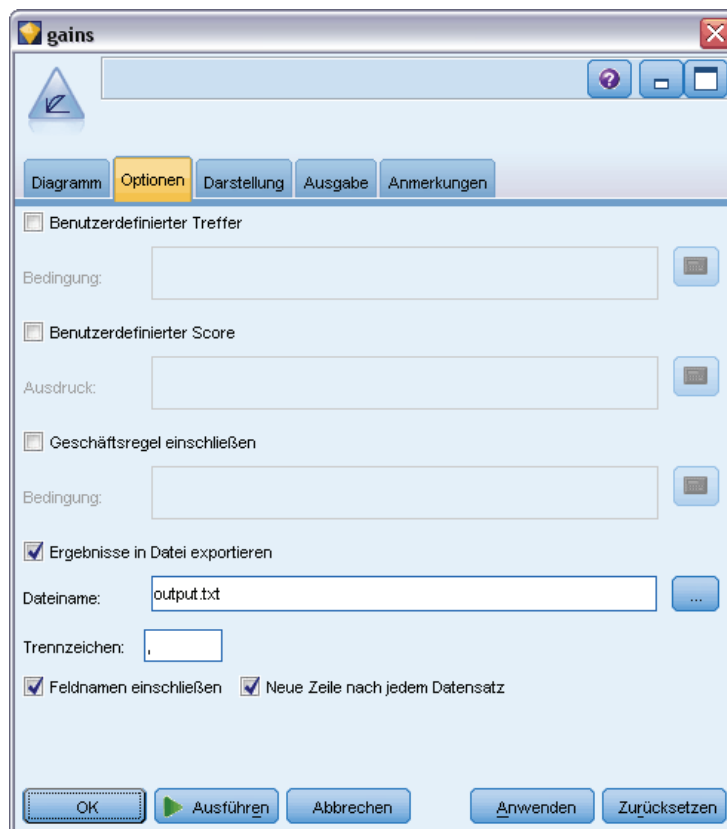 gains
?
Diagramm Optionen Darstellung Ausgabe Anmerkungen
Benutzerdefinierter Treffer
Bedingung:
Benutzerdefinierter Score
Ausdruck:
Geschäftsregel einschließen
Bedingung:
Ergebnisse in Datei exportieren
Dateiname: output.txt ...
Trennzeichen: ,
Feldnamen einschließen Neue Zeile nach jedem Datensatz
OK Ausführen Abbrechen Anwenden Zurücksetzen